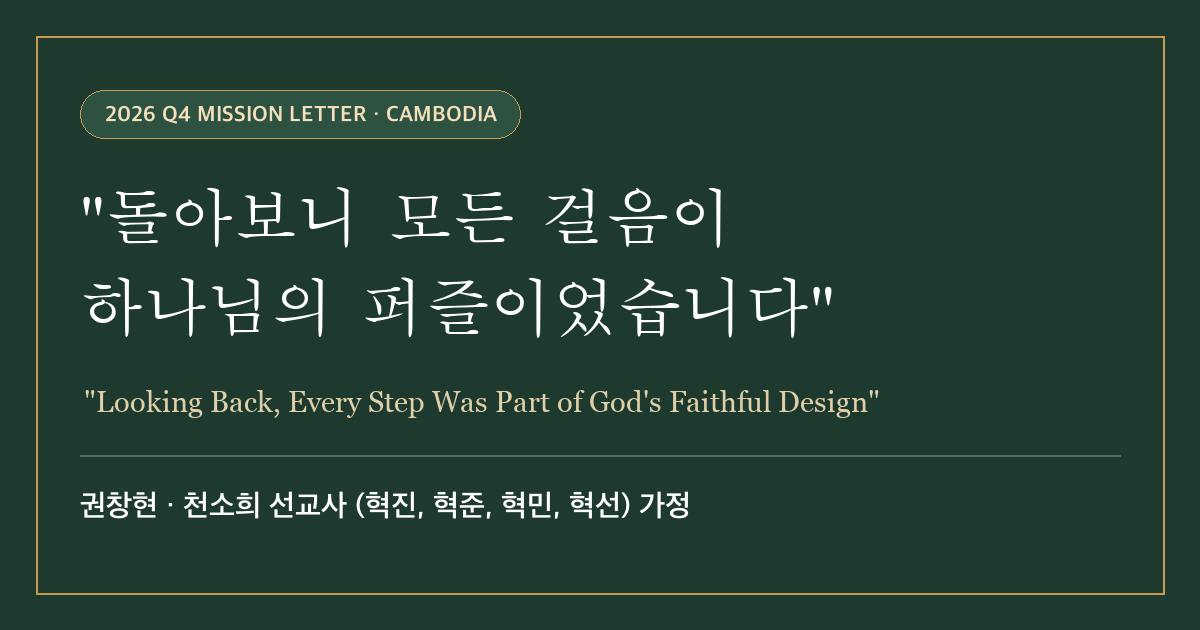 2026 Q4 MISSION LETTER · CAMBODIA
"돌아보니 모든 걸음이
하나님의 퍼즐이었습니다"
"Looking Back, Every Step Was Part of God's Faithful Design"
권창현 · 천소희 선교사 (혁진, 혁준, 혁민, 혁선) 가정